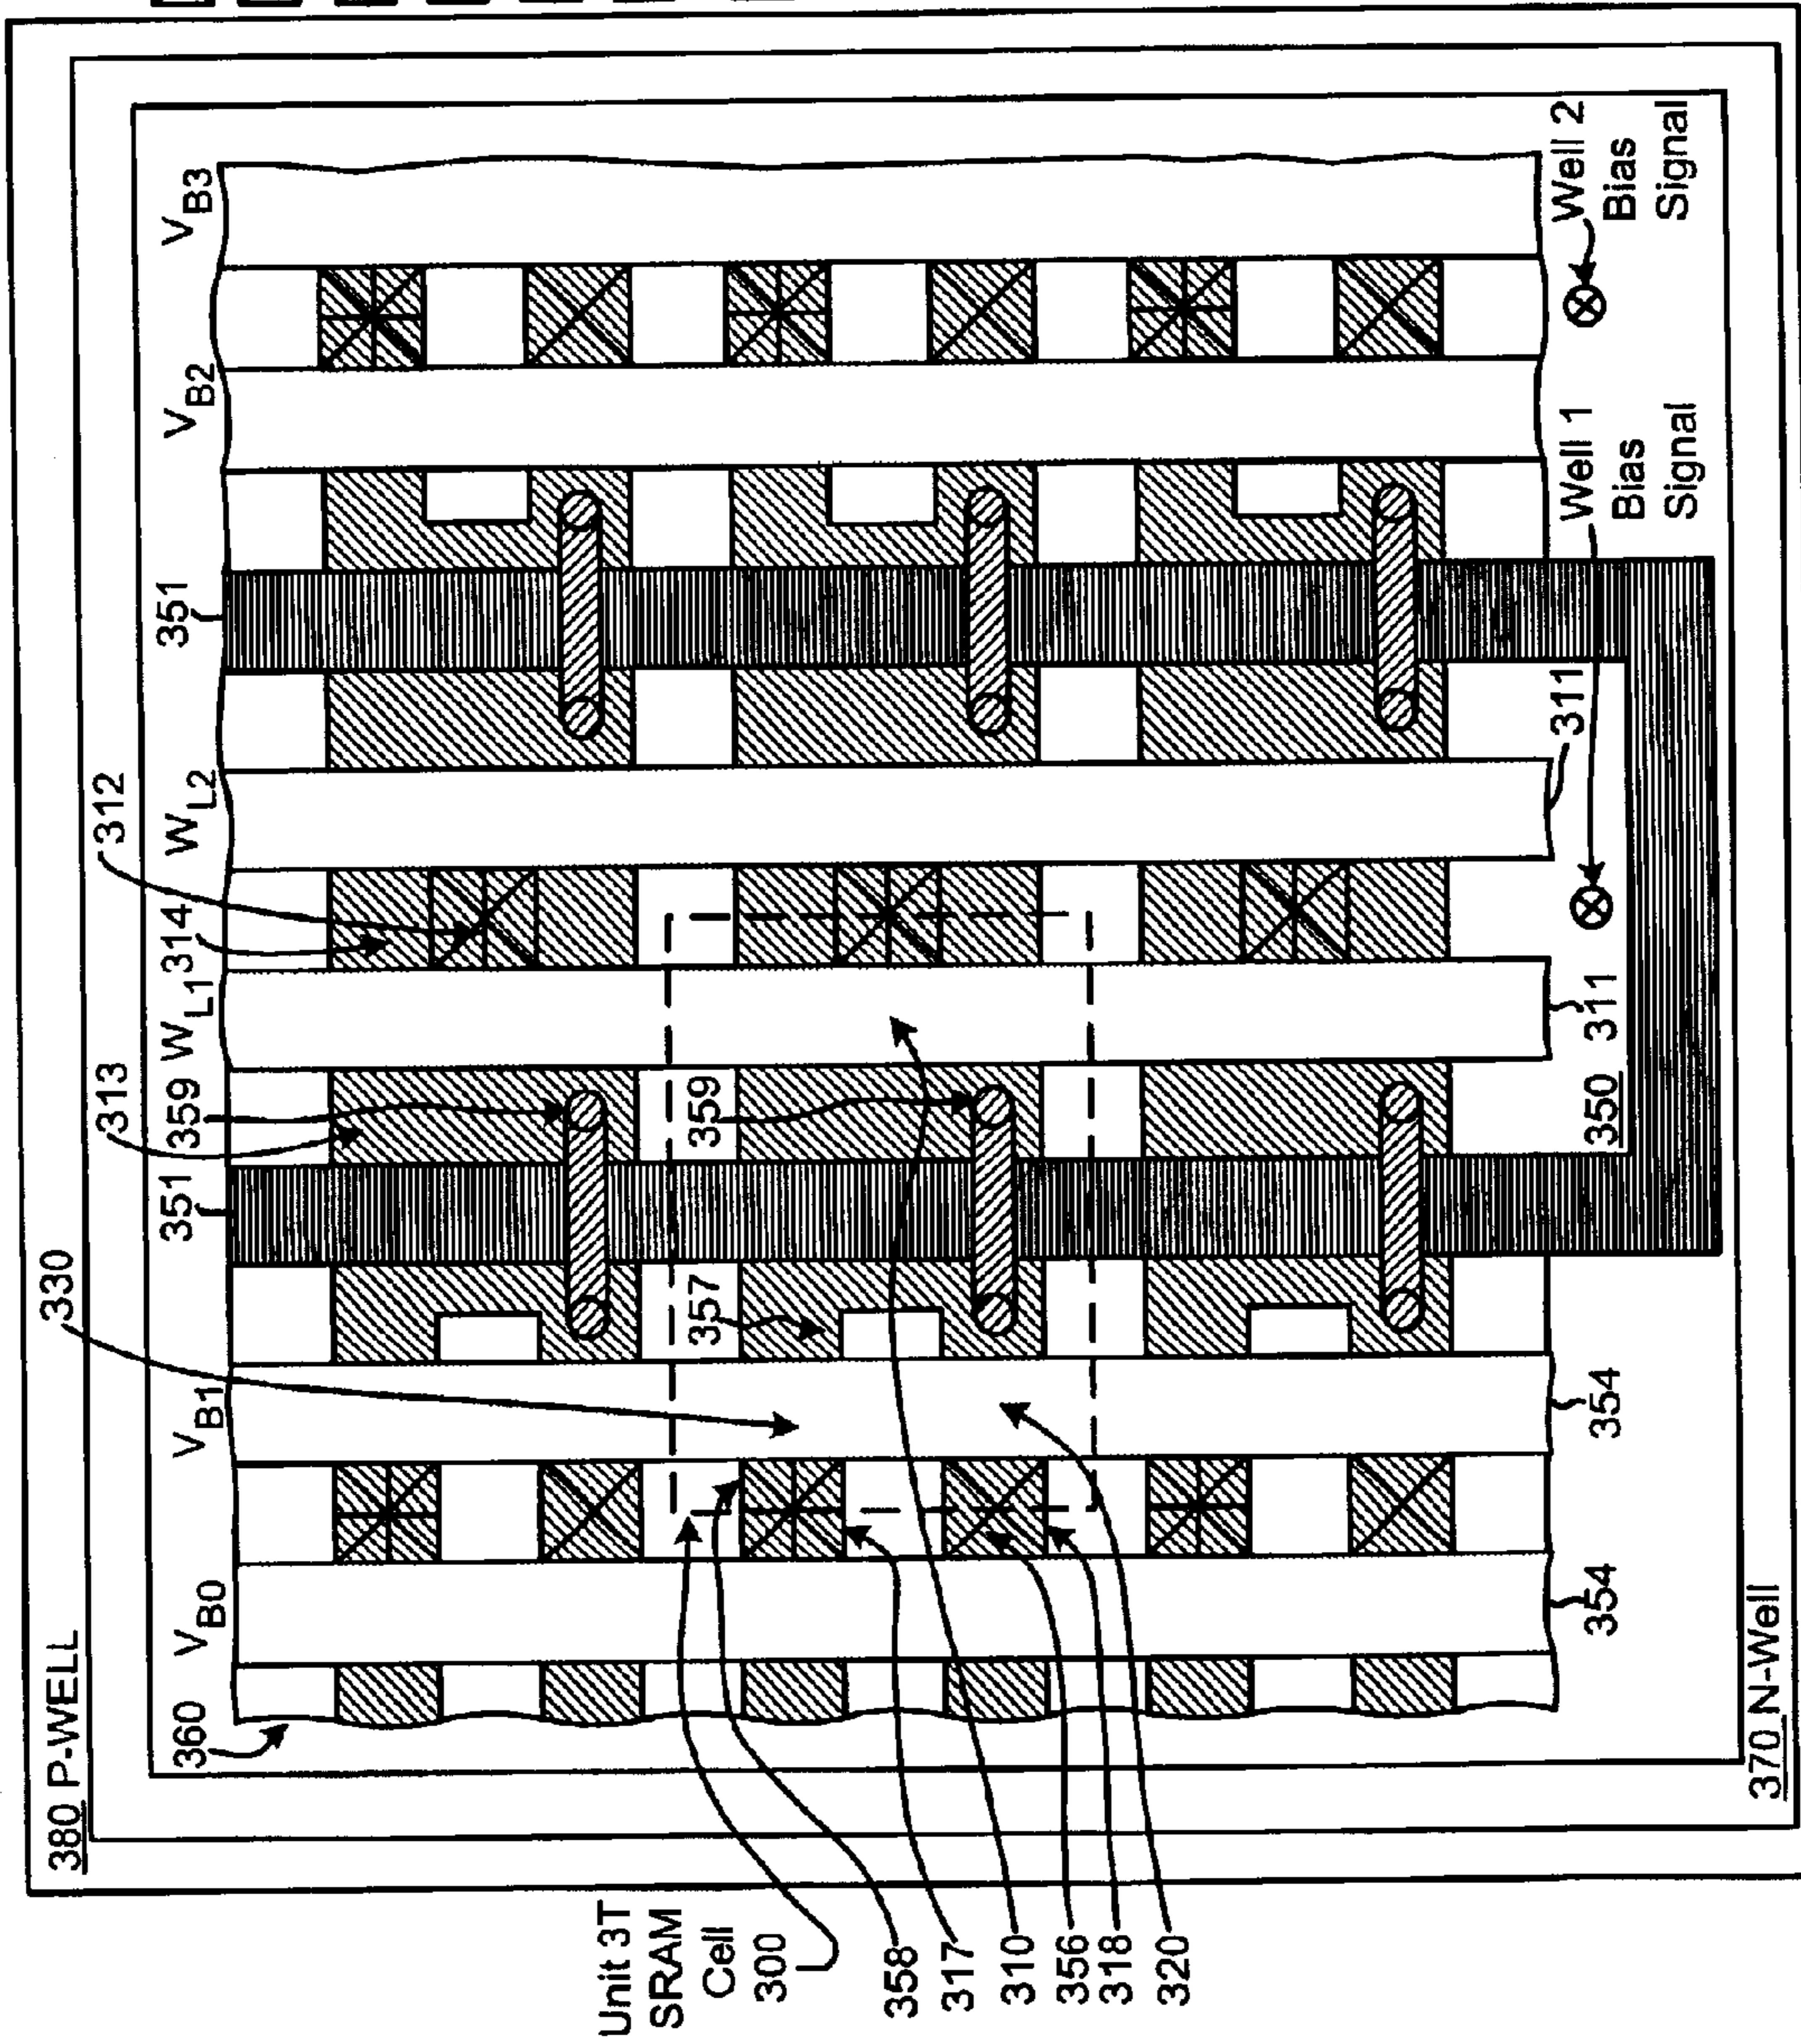 380 P-WELL
360
V B0
V B1
330
351
313
359
W L1
314
312
W L2
351
V B2
V B3
357
359
Unit 3T
SRAM
Cell
300
358
317
310
356
318
320
354
354
350
311
311
Well 1
Bias
Signal
Well 2
Bias
Signal
370 N-Well